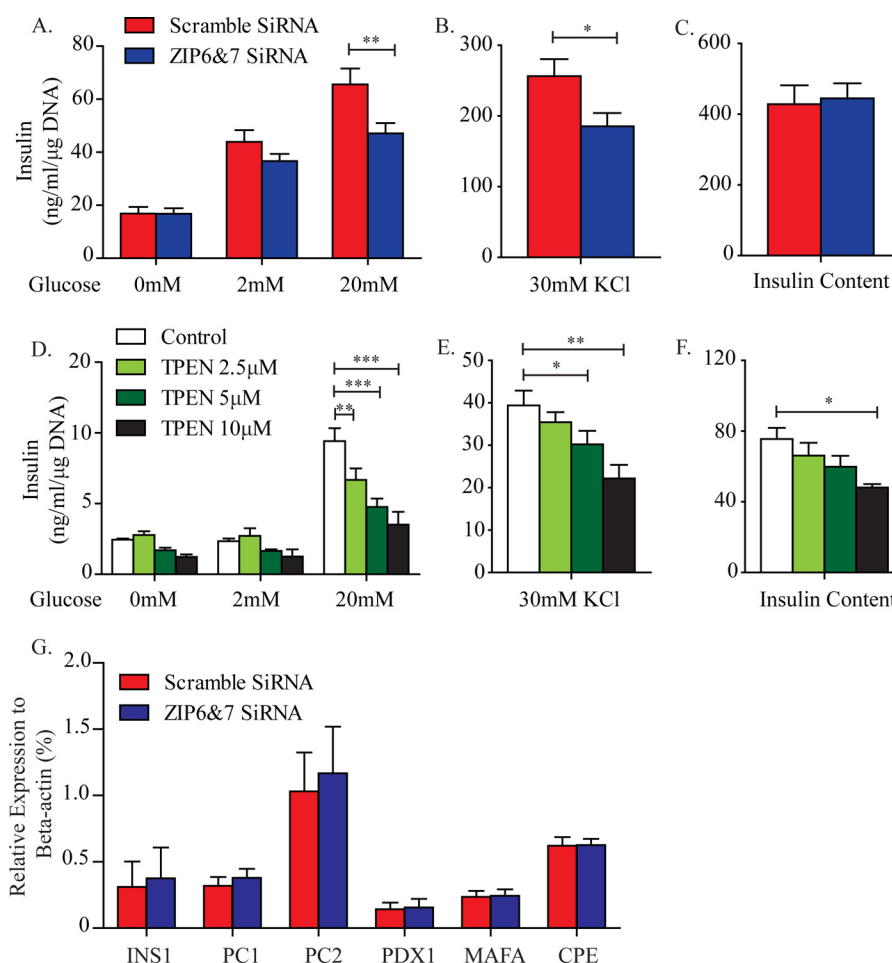 A.
Scramble SiRNA
ZIP6&7 SiRNA
**
Insulin
(ng/ml/μg DNA)
80
60
40
20
0
Glucose 0mM 2mM 20mM
B.
*
300
200
100
0
30mM KCl
C.
600
400
200
0
Insulin Content
D.
Control
TPEN 2.5μM
TPEN 5μM
TPEN 10μM
***
***
**
Insulin
(ng/ml/μg DNA)
20
10
5
0
Glucose 0mM 2mM 20mM
E.
**
*
50
40
30
20
10
0
30mM KCl
F.
*
120
80
40
0
Insulin Content
G.
Scramble SiRNA
ZIP6&7 SiRNA
Relative Expression to
Beta-actin (%)
2.0
1.5
1.0
0.5
0
INS1 PC1 PC2 PDX1 MAFA CPE